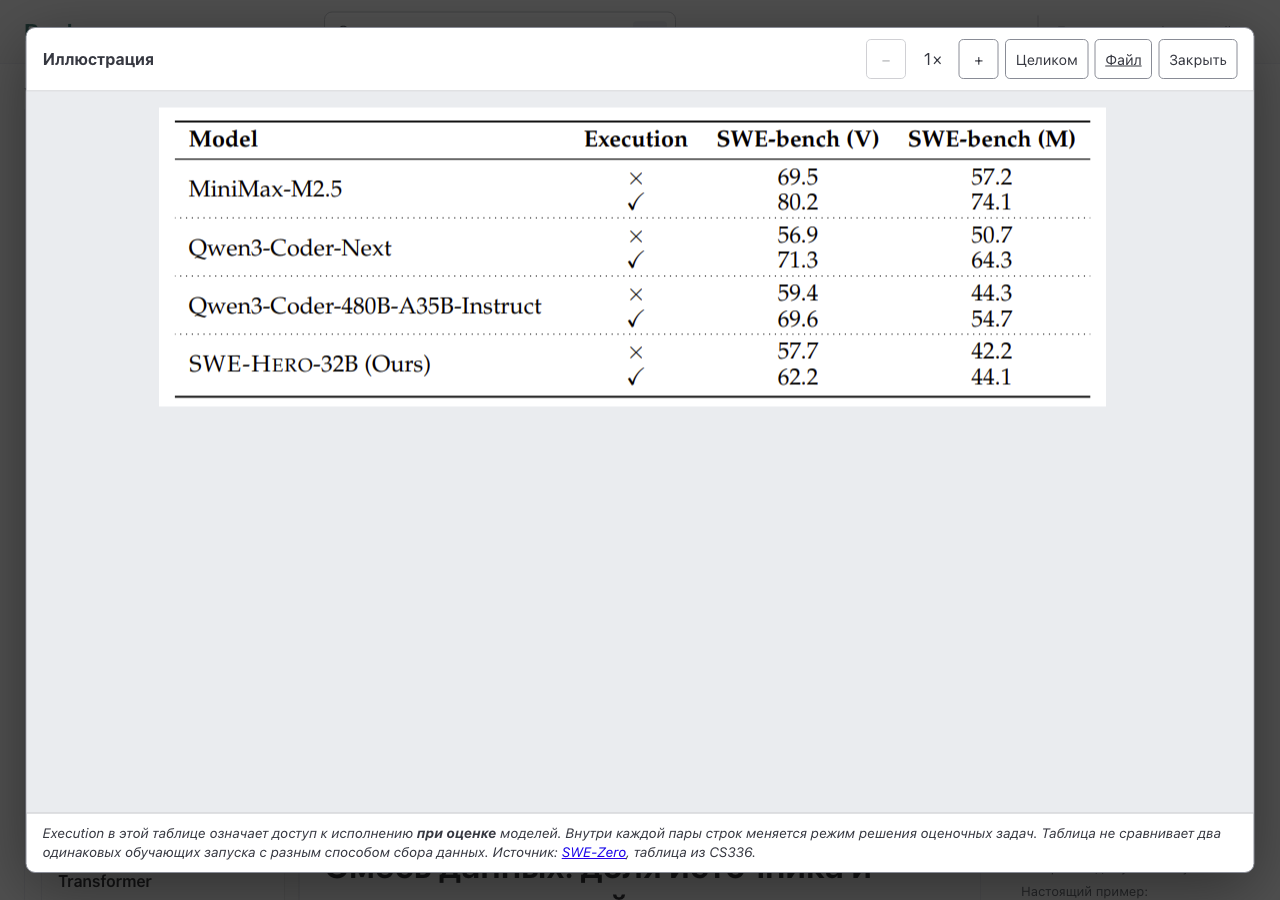 Иллюстрация
−
1×
+
Целиком
Файл
Закрыть
Model Execution SWE-bench (V) SWE-bench (M)
MiniMax-M2.5
× 69.5 57.2
✓ 80.2 74.1
Qwen3-Coder-Next
× 56.9 50.7
✓ 71.3 64.3
Qwen3-Coder-480B-A35B-Instruct
× 59.4 44.3
✓ 69.6 54.7
SWE-HERO-32B (Ours)
× 57.7 42.2
✓ 62.2 44.1
Execution в этой таблице означает доступ к исполнению при оценке моделей. Внутри каждой пары строк меняется режим решения оценочных задач. Таблица не сравнивает два
одинаковых обучающих запуска с разным способом сбора данных. Источник: SWE-Zero, таблица из CS336.
Transformer
Смесь данных: доля источника и
Настоящий пример: